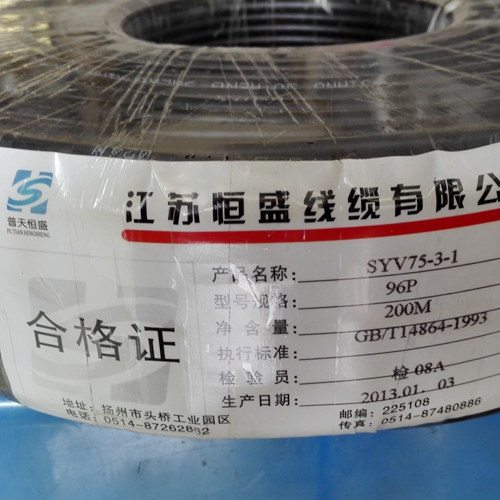 普天恒盛
PU TIAN HENGSHENG
江苏恒盛线缆有限公
合格证
产品名称: SYV75-3-1
型号规格: 96P
净含量: 200M
执行标准: GB/T14864-1993
检验员: 检 08A
生产日期: 2013.01. 03
地址: 扬州市头桥工业园区 邮编: 225108
电话: 0514-87262882 传真: 0514-87480886